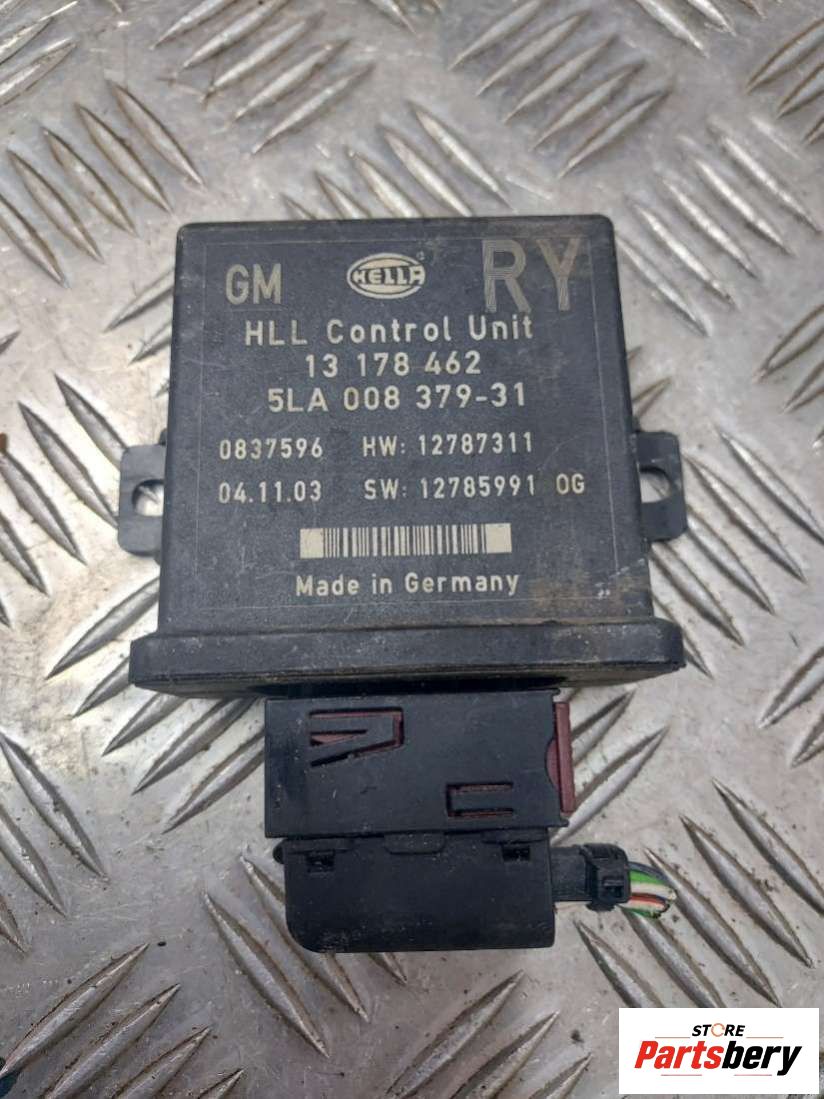 GM HELLA ® RY
HLL Control Unit
13 178 462
5LA 008 379-31
0837596 HW: 12787311
04.11.03 SW: 12785991 OG
Made in Germany
STORE
Partsbery